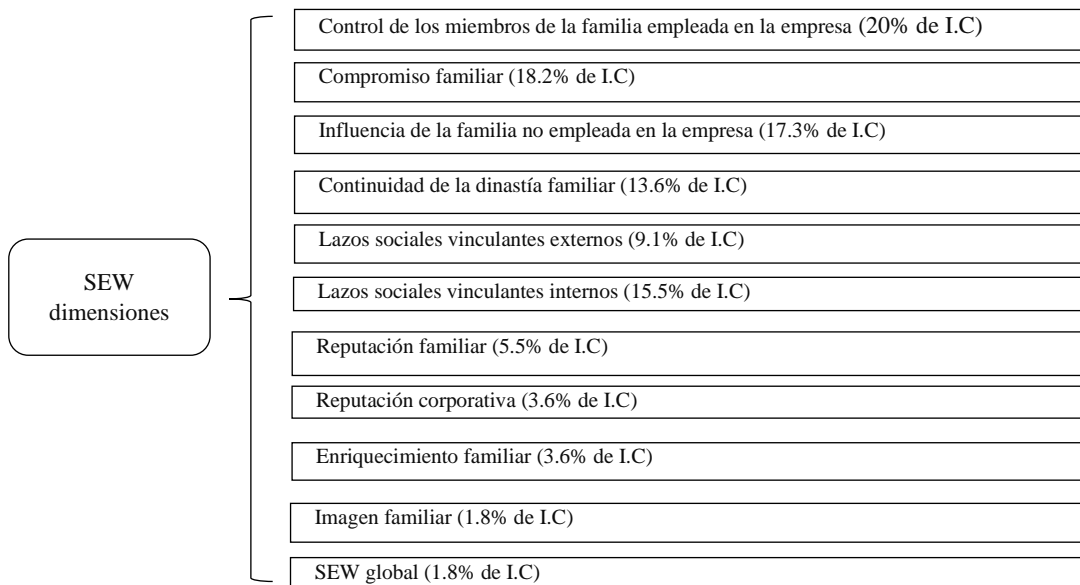 Control de los miembros de la familia empleada en la empresa (20% de I.C)
Compromiso familiar (18.2% de I.C)
Influencia de la familia no empleada en la empresa (17.3% de I.C)
Continuidad de la dinastía familiar (13.6% de I.C)
Lazos sociales vinculantes externos (9.1% de I.C)
SEW
dimensiones
Lazos sociales vinculantes internos (15.5% de I.C)
Reputación familiar (5.5% de I.C)
Reputación corporativa (3.6% de I.C)
Enriquecimiento familiar (3.6% de I.C)
Imagen familiar (1.8% de I.C)
SEW global (1.8% de I.C)